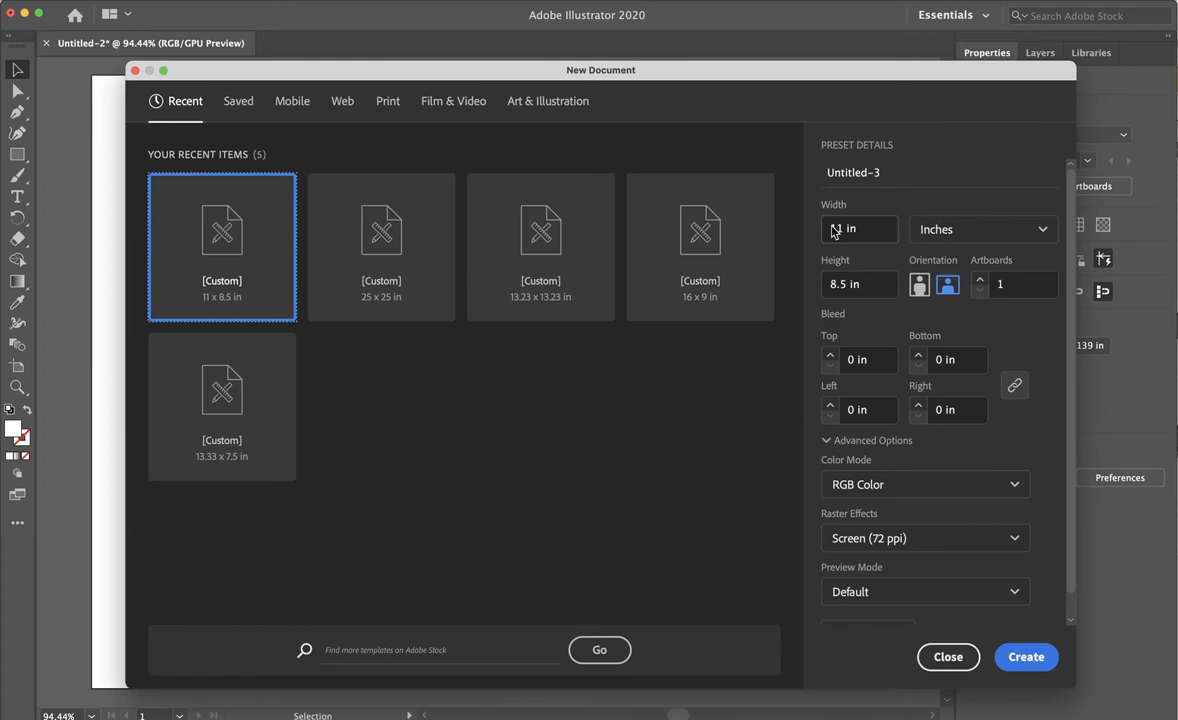 Adobe Illustrator 2020
Essentials
Search Adobe Stock
Untitled-2* @ 94.44% (RGB/GPU Preview)
Properties
Layers
Libraries
New Document
Recent
Saved
Mobile
Web
Print
Film & Video
Art & Illustration
YOUR RECENT ITEMS (5)
[Custom]
11 x 8.5 in
[Custom]
25 x 25 in
[Custom]
13.23 x 13.23 in
[Custom]
16 x 9 in
[Custom]
13.33 x 7.5 in
Find more templates on Adobe Stock
Go
PRESET DETAILS
Untitled-3
Width
11 in
Inches
Height
Orientation
Artboards
8.5 in
1
Bleed
Top
Bottom
0 in
0 in
Left
Right
0 in
0 in
Advanced Options
Color Mode
RGB Color
Raster Effects
Screen (72 ppi)
Preview Mode
Default
Close
Create
rtboards
139 in
Preferences
94.44%
1
Selection